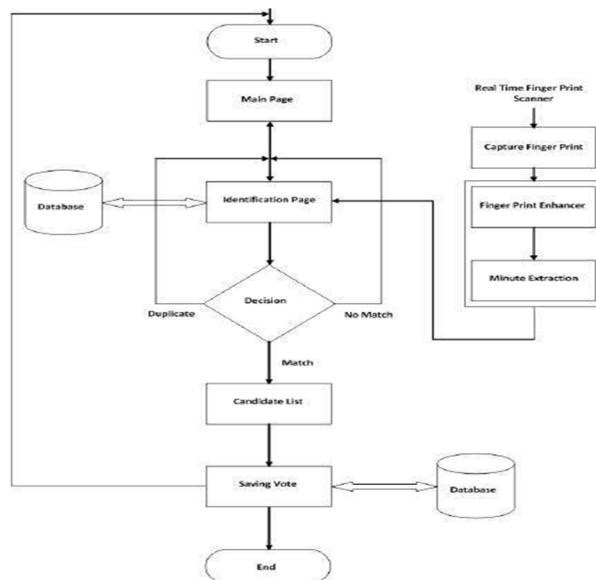 Start
Main Page
Real Time Finger Print
Scanner
Capture Finger Print
Database
Identification Page
Finger Print Enhancer
Minute Extraction
Decision
Duplicate
No Match
Match
Candidate List
Saving Vote
Database
End